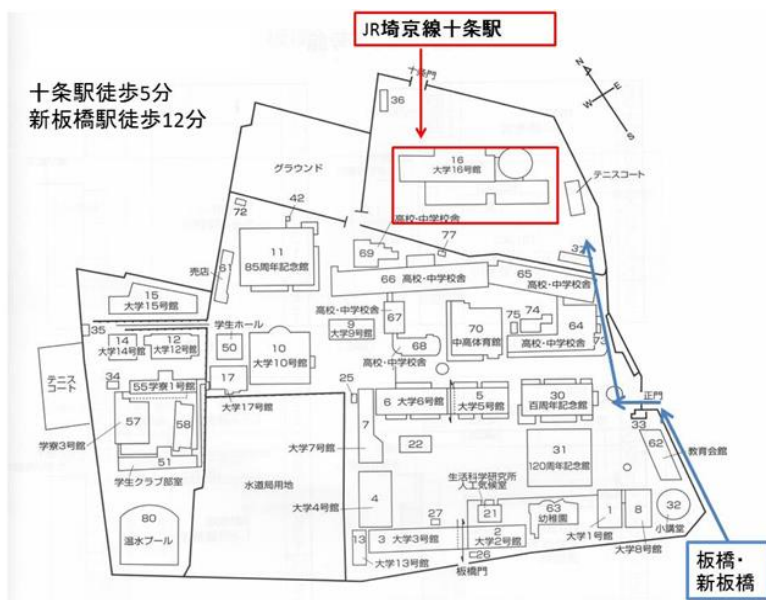 JR埼京線十条駅
十条駅徒歩5分
新板橋駅徒歩12分
十条門
36
N
E
W
S
グラウンド
16
大学16号館
テニスコート
42
72
高校・中学校舎
77
37
11
85周年記念館
69
売店
61
66 高校・中学校舎
65
高校・中学校舎
15
大学15号館
学生ホール
高校・中学校舎
67
9
大学9号館
70
中高体育館
75
74
64
高校・中学校舎
73
35
14
大学14号館
12
大学12号館
50
10
大学10号館
68
高校・中学校舎
テニスコート
34
55学寮1号館
17
大学17号館
25
6 大学6号館
5
大学5号館
30
百周年記念館
正門
33
57
58
学寮3号館
7
大学7号館
22
31
120周年記念館
62
教育会館
51
学生クラブ部室
水道局用地
大学4号館
4
生活科学研究所
人工気候室
21
63
幼稚園
1
8
32
小講堂
80
温水プール
27
13
3 大学3号館
2
大学2号館
26
大学1号館
大学8号館
大学13号館
板橋門
板橋・
新板橋